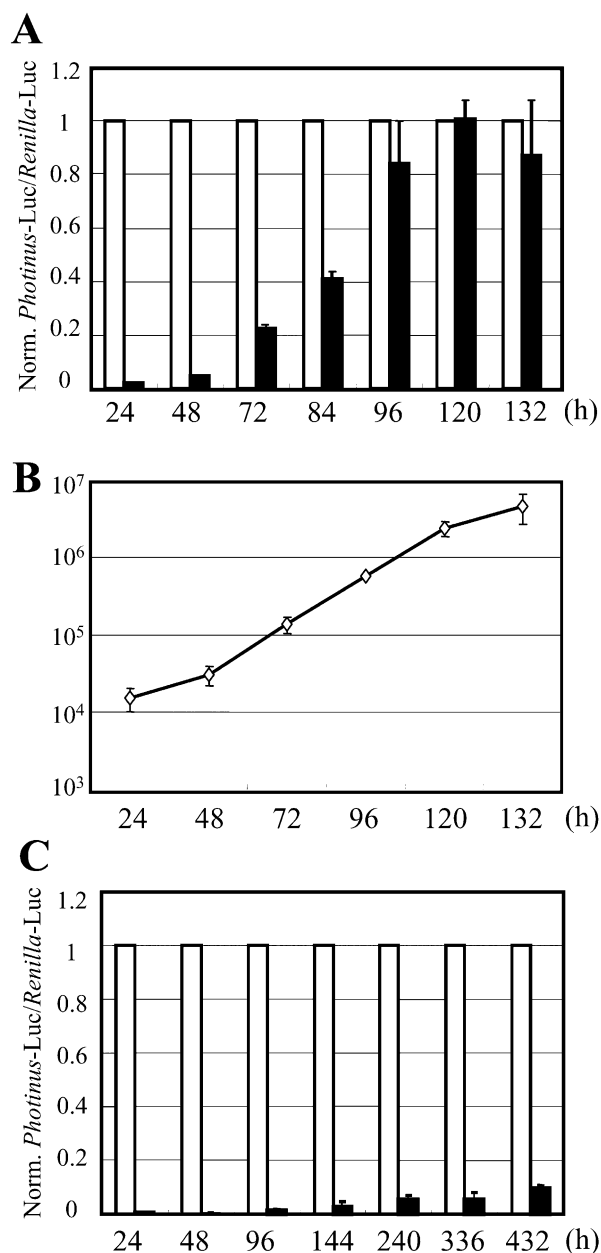 A
Norm. Photinus-Luc/Renilla-Luc
1.2
1
0.8
0.6
0.4
0.2
0
24 48 72 84 96 120 132 (h)
B
10⁷
10⁶
10⁵
10⁴
10³
24 48 72 96 120 132 (h)
C
Norm. Photinus-Luc/Renilla-Luc
1.2
1
0.8
0.6
0.4
0.2
0
24 48 96 144 240 336 432 (h)